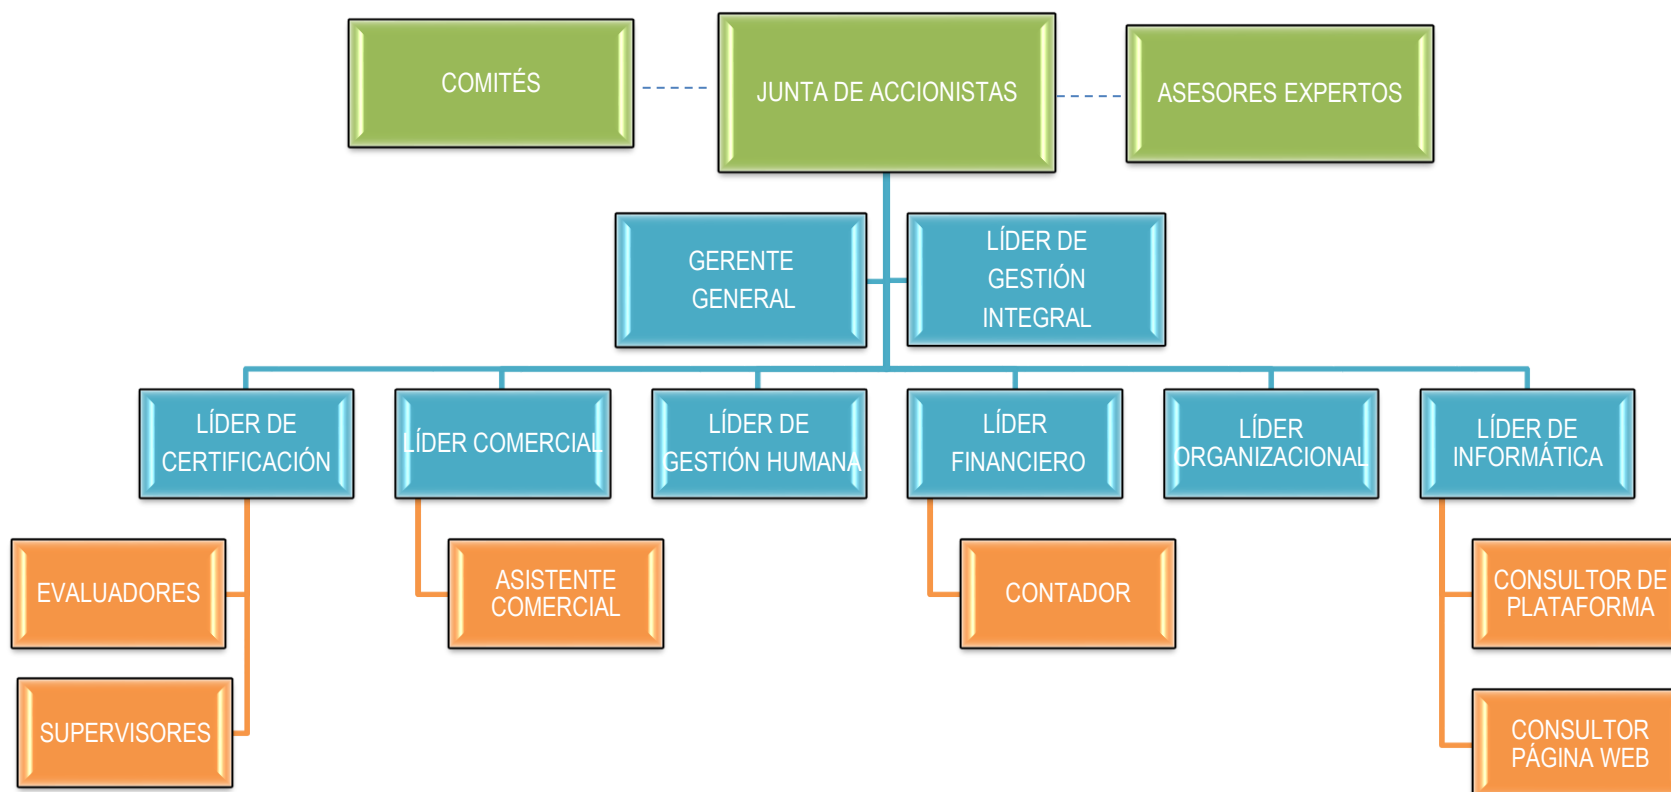 COMITÉS
JUNTA DE ACCIONISTAS
ASESORES EXPERTOS
GERENTE
GENERAL
LÍDER DE
GESTIÓN
INTEGRAL
LÍDER DE
CERTIFICACIÓN
LÍDER COMERCIAL
LÍDER DE
GESTIÓN HUMANA
LÍDER
FINANCIERO
LÍDER
ORGANIZACIONAL
LÍDER DE
INFORMÁTICA
EVALUADORES
ASISTENTE
COMERCIAL
CONTADOR
CONSULTOR DE
PLATAFORMA
SUPERVISORES
CONSULTOR
PÁGINA WEB